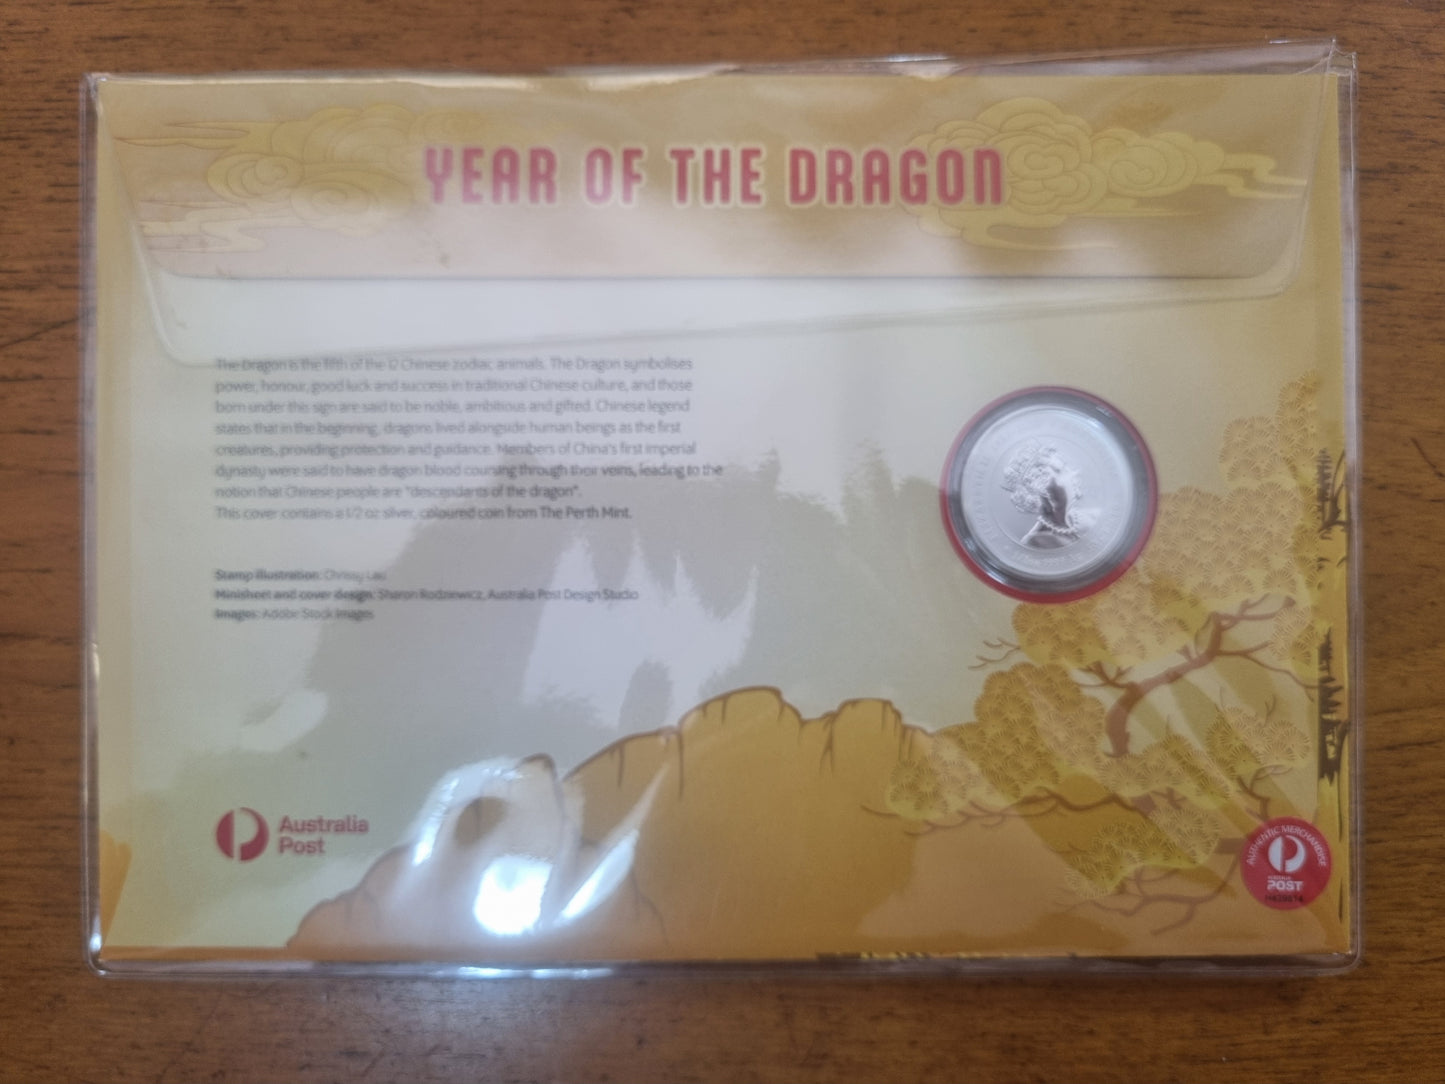 YEAR OF THE DRAGON
The Dragon is the fifth of the 12 Chinese zodiac animals. The Dragon symbolises
power, honour, good luck and success in traditional Chinese culture, and those
born under this sign are said to be noble, ambitious and gifted. Chinese legend
states that in the beginning, dragons lived alongside human beings as the first
creatures, providing protection and guidance. Members of China's first imperial
dynasty were said to have dragon blood coursing through their veins, leading to the
notion that Chinese people are "descendants of the dragon".
This cover contains a 1/2 oz silver, coloured coin from The Perth Mint.
Stamp illustration: Chrissy Lau
Minisheet and cover design: Sharon Rodziewicz, Australia Post Design Studio
Images: Adobe Stock Images
Australia
Post
AUTHENTIC MERCHANDISE
AUSTRALIA
POST